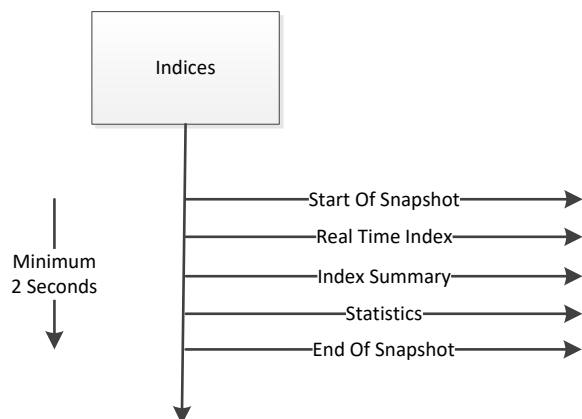 Indices
Start Of Snapshot
Real Time Index
Minimum
2 Seconds
Index Summary
Statistics
End Of Snapshot